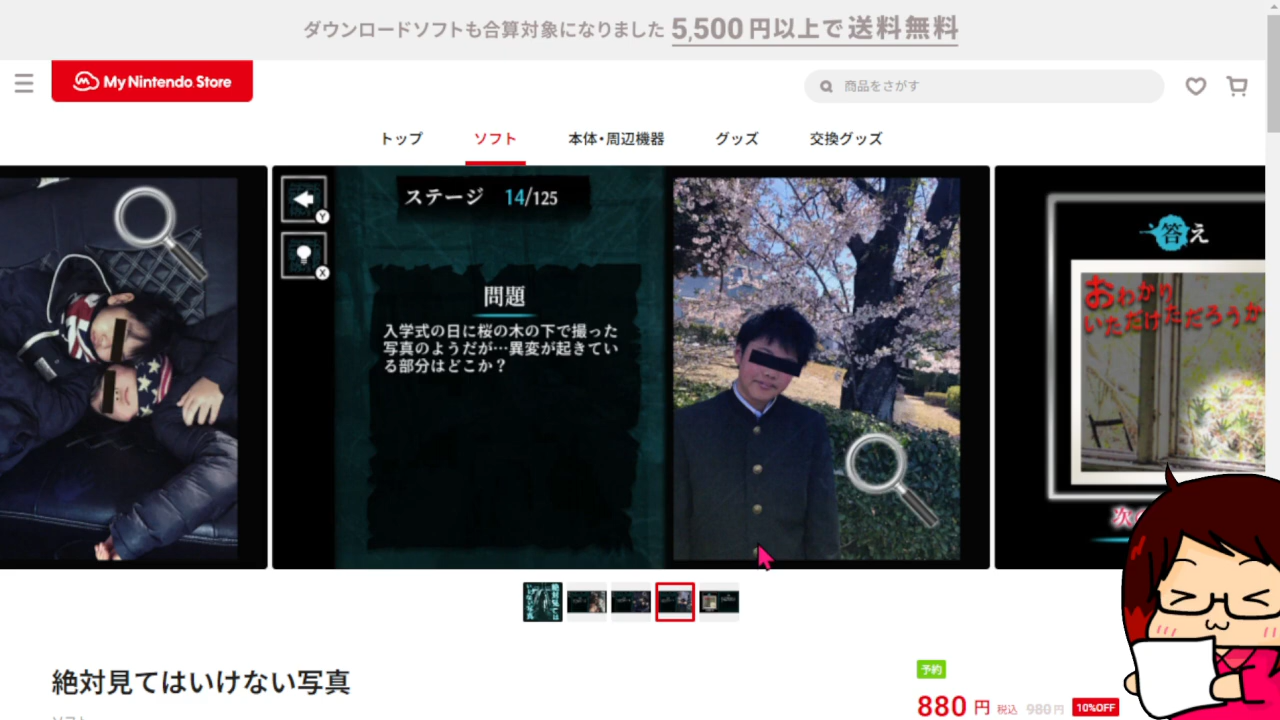 ダウンロードソフトも合算対象になりました 5,500円以上で送料無料
My Nintendo Store
商品をさがす
トップ
ソフト
本体・周辺機器
グッズ
交換グッズ
ステージ 14/125
Y
X
問題
入学式の日に桜の木の下で撮った
写真のようだが…異変が起きてい
る部分はどこか？
答え
おわかり
いただけただろうか
次
絶対見てはいけない写真
予約
880円 税込 980円 10%OFF
ソフト